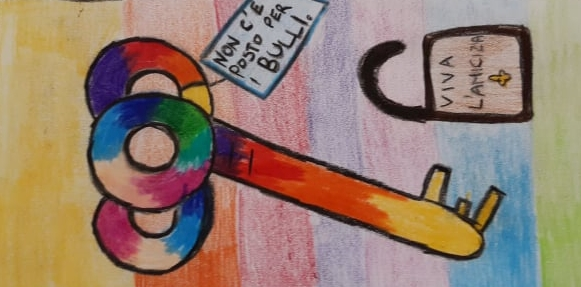 NON C'È
POSTO PER
I BULLI.
VIVA
L'AMICIZIA